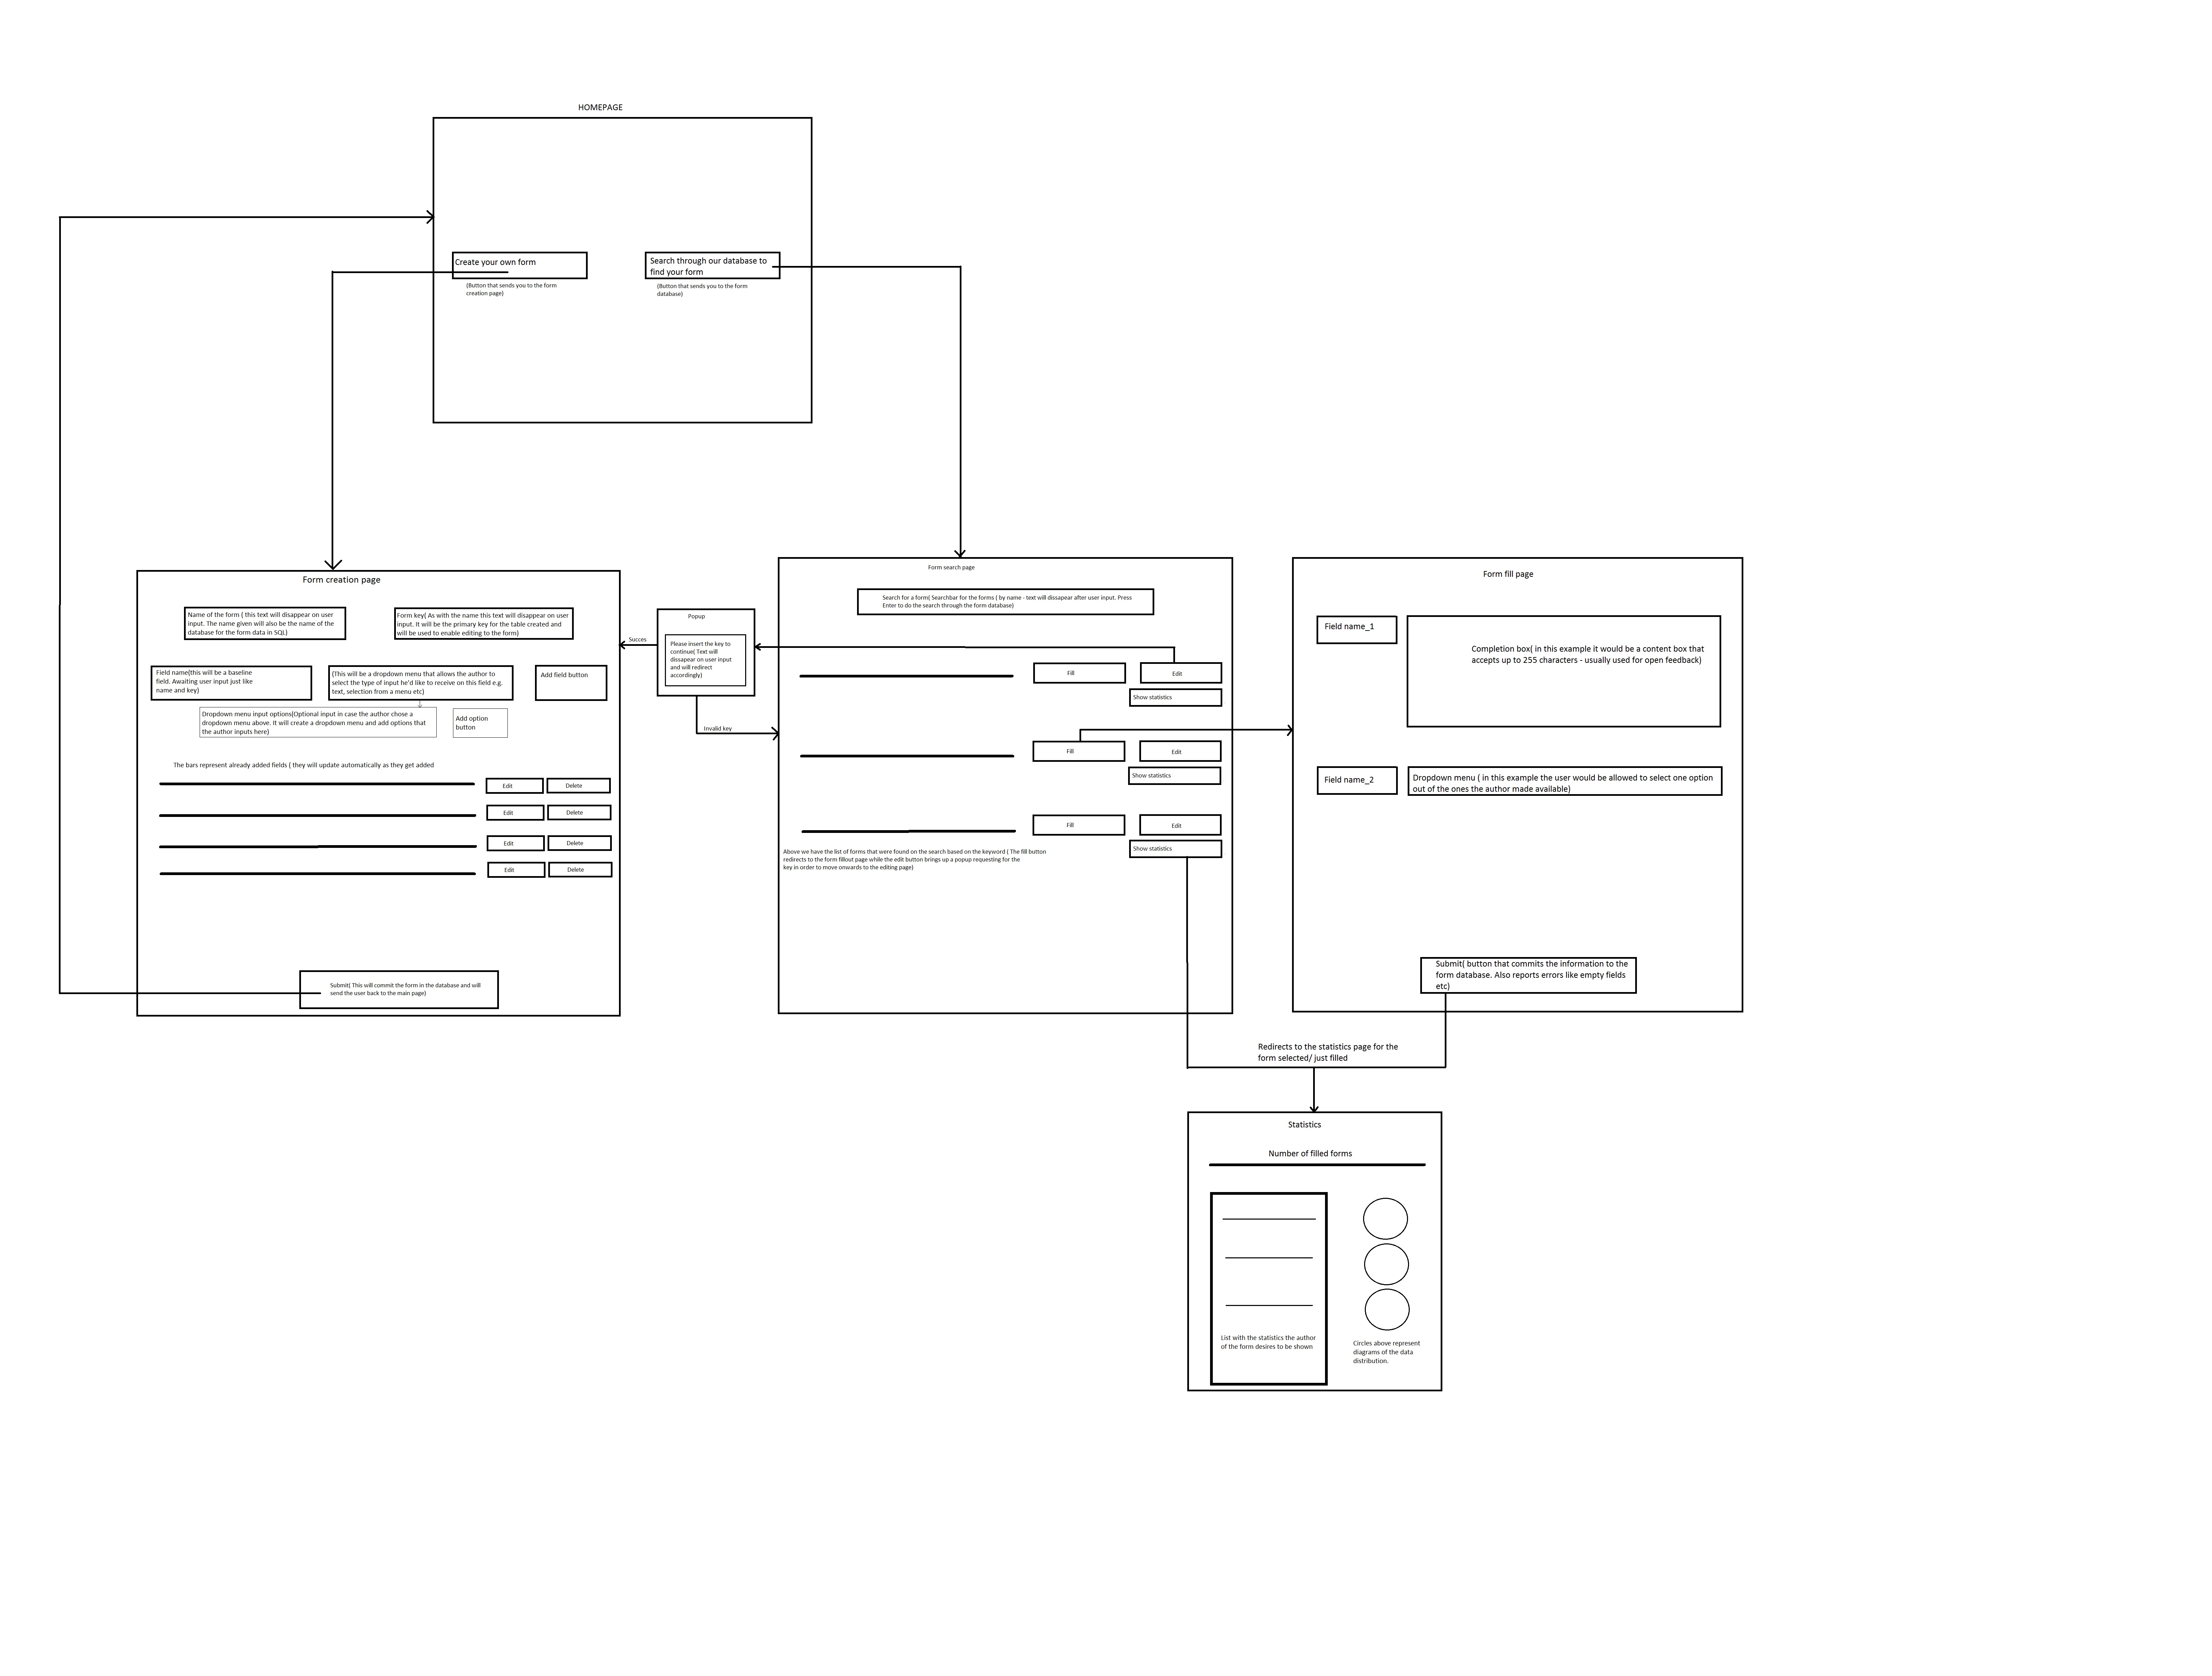 HOMEPAGE
Create your own form
(Button that sends you to the form
creation page)
Search through our database to
find your form
(Button that sends you to the form
database)
Form creation page
Name of the form ( this text will disappear on user
input. The name given will also be the name of the
database for the form data in SQL)
Form key( As with the name this text will disappear on user
input. It will be the primary key for the table created and
will be used to enable editing to the form)
Field name(this will be a baseline
field. Awaiting user input just like
name and key)
(This will be a dropdown menu that allows the author to
select the type of input he'd like to receive on this field e.g.
text, selection from a menu etc)
Add field button
Dropdown menu input options(Optional input in case the author chose a
dropdown menu above. It will create a dropdown menu and add options that
the author inputs here)
Add option
button
The bars represent already added fields ( they will update automatically as they get added
Edit
Delete
Edit
Delete
Edit
Delete
Edit
Delete
Submit( This will commit the form in the database and will
send the user back to the main page)
Succes
Popup
Please insert the key to
continue( Text will
dissapear on user input
and will redirect
accordingly)
Invalid key
Form search page
Search for a form( Searchbar for the forms ( by name - text will dissapear after user input. Press
Enter to do the search through the form database)
Fill
Edit
Show statistics
Fill
Edit
Show statistics
Fill
Edit
Show statistics
Above we have the list of forms that were found on the search based on the keyword ( The fill button
redirects to the form fillout page while the edit button brings up a popup requesting for the
key in order to move onwards to the editing page)
Form fill page
Field name_1
Completion box( in this example it would be a content box that
accepts up to 255 characters - usually used for open feedback)
Field name_2
Dropdown menu ( in this example the user would be allowed to select one option
out of the ones the author made available)
Submit( button that commits the information to the
form database. Also reports errors like empty fields
etc)
Redirects to the statistics page for the
form selected/ just filled
Statistics
Number of filled forms
List with the statistics the author
of the form desires to be shown
Circles above represent
diagrams of the data
distribution.